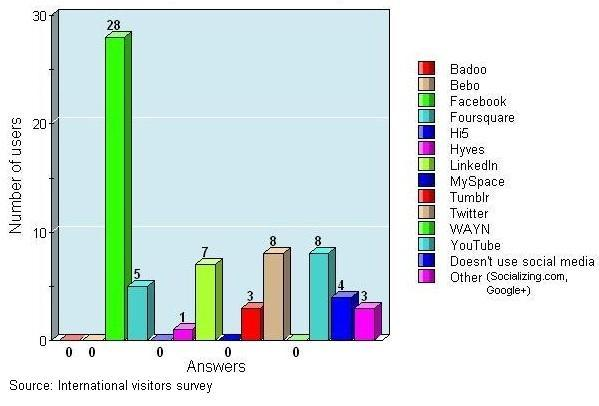 30
20
10
0
Number of users
28
5
1
7
3
8
8
4
3
0
0
0
0
0
Answers
Badoo
Bebo
Facebook
Foursquare
Hi5
Hyves
LinkedIn
MySpace
Tumblr
Twitter
WAYN
YouTube
Doesn't use social media
Other (Socializing.com,
Google+)
Source: International visitors survey